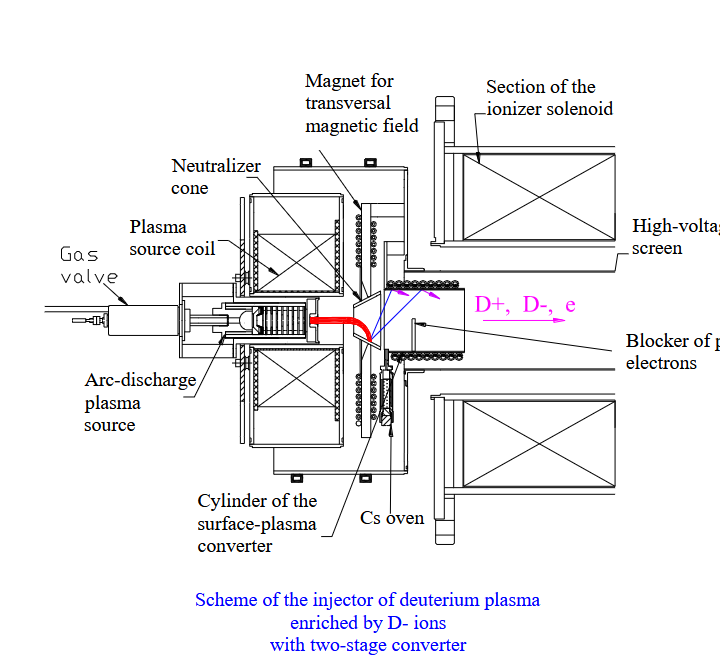 Magnet for
transversal
magnetic field
Section of the
ionizer solenoid
Neutralizer
cone
Plasma
source coil
High-volta
screen
Gas
valve
D+, D-, e
Blocker of p
electrons
Arc-discharge
plasma
source
Cylinder of the
surface-plasma
converter
Cs oven
Scheme of the injector of deuterium plasma
enriched by D- ions
with two-stage converter